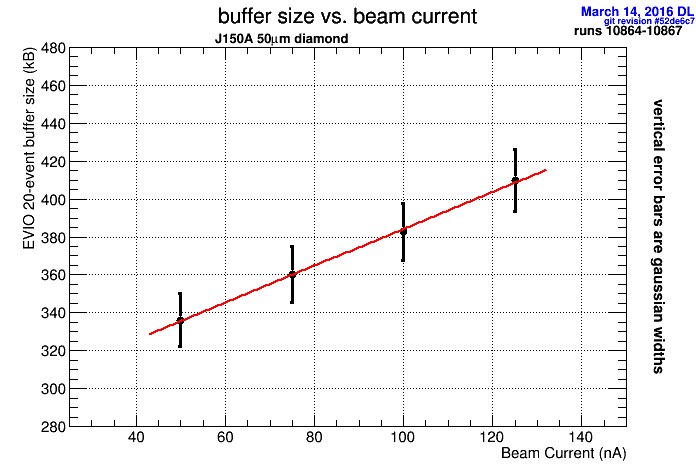 buffer size vs. beam current
J150A 50μm diamond
March 14, 2016 DL
git revision #52de6c7
runs 10864-10867
EVIO 20-event buffer size (kB)
480
460
440
420
400
380
360
340
320
300
280
40 60 80 100 120 140
Beam Current (nA)
vertical error bars are gaussian widths